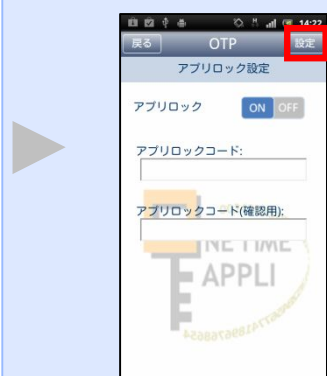 14:22
戻る OTP 設定
アプリロック設定
アプリロック ON OFF
アプリロックコード:
アプリロックコード(確認用):
NE TIME
APPLI